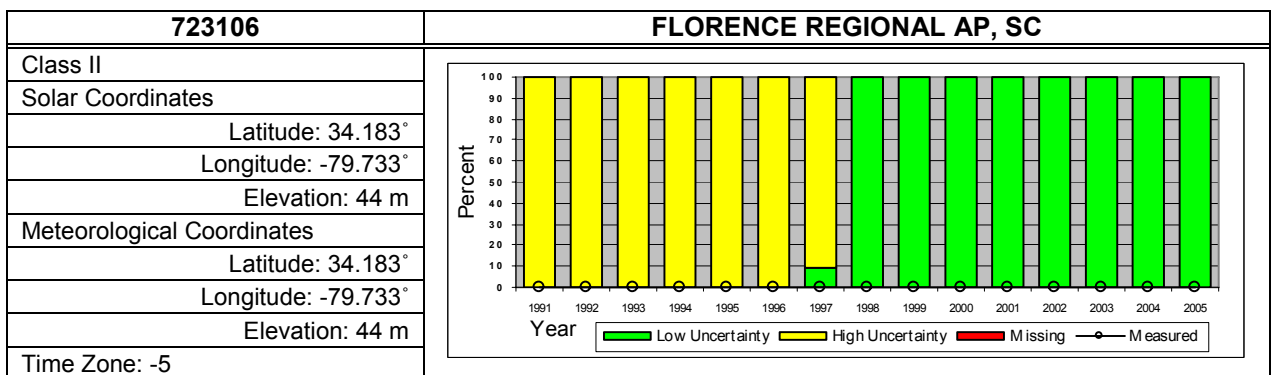 723106
FLORENCE REGIONAL AP, SC
Class II
Solar Coordinates
Latitude: 34.183˚
Longitude: -79.733˚
Elevation: 44 m
Meteorological Coordinates
Latitude: 34.183˚
Longitude: -79.733˚
Elevation: 44 m
Time Zone: -5
Percent
100
90
80
70
60
50
40
30
20
10
0
1991 1992 1993 1994 1995 1996 1997 1998 1999 2000 2001 2002 2003 2004 2005
Year
Low Uncertainty High Uncertainty Missing Measured